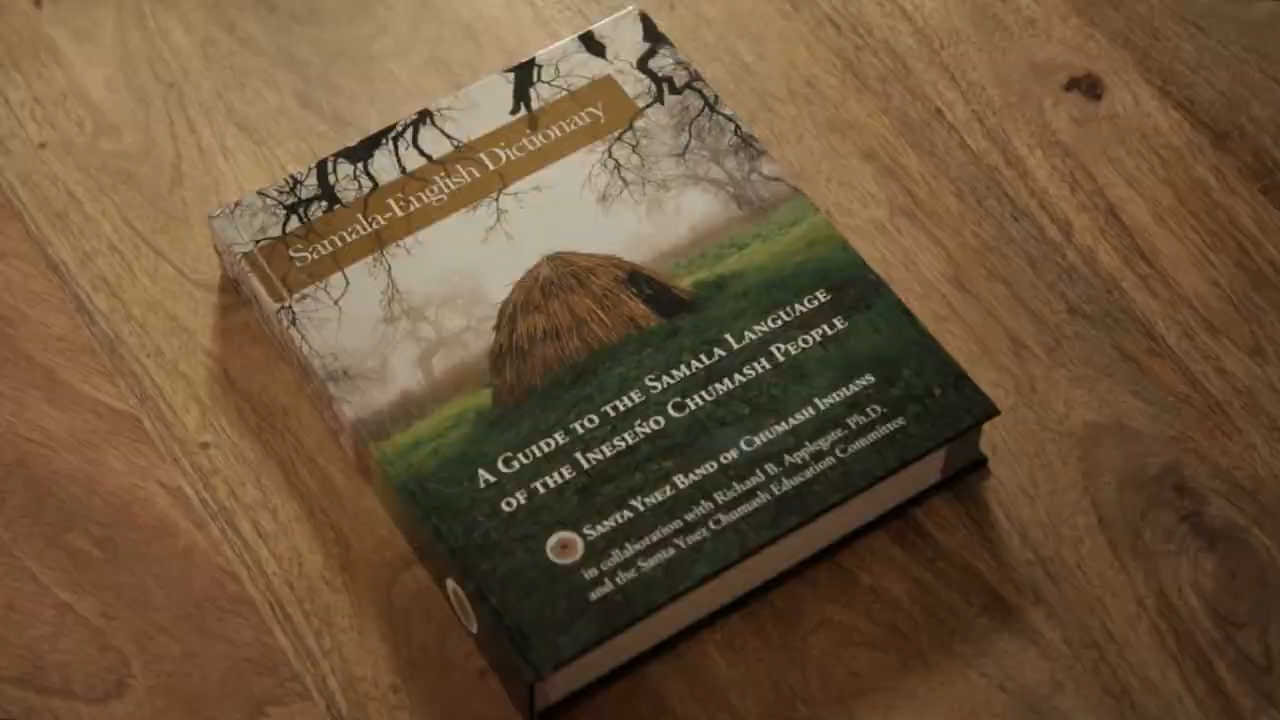 Samala-English Dictionary
A Guide to the Samala Language
of the Ineseño Chumash People
Santa Ynez Band of Chumash Indians
in collaboration with Richard B. Applegate, Ph.D.
and the Santa Ynez Chumash Education Committee